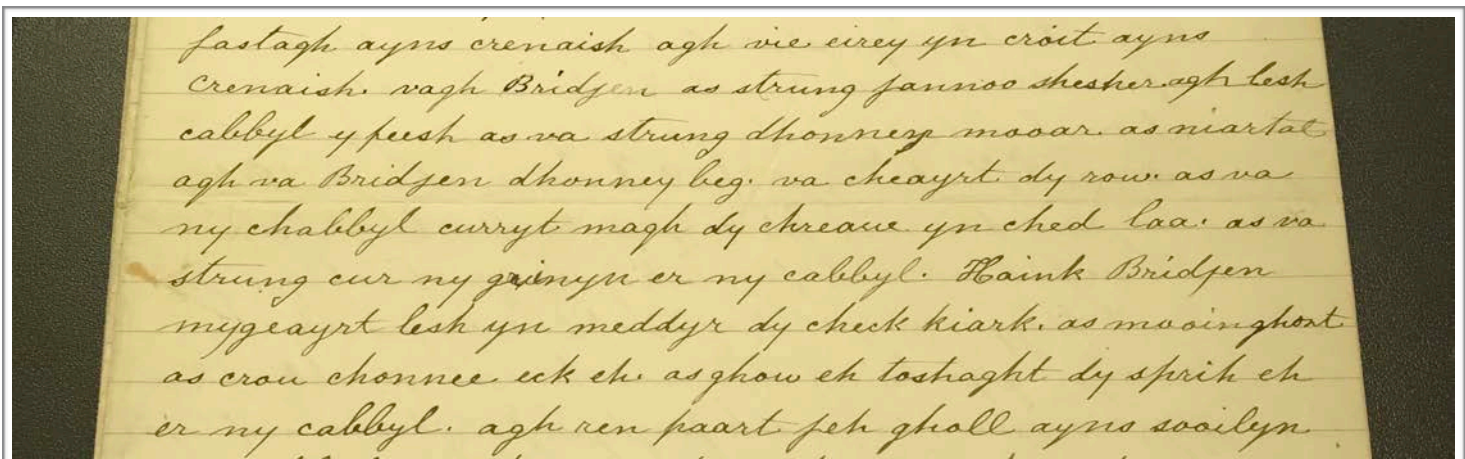 fastagh ayns crenaish agh vie eirey yn croit ayns
crenaish. vagh Bridjen as strung jannoo shesher. agh lesh
cabbyl y feesh as va strung dhonney mooar. as niartal
agh va Bridjen dhonney beg. va cheayrt dy row. as va
ny chabbyl curryt magh dy chreaue yn ched laa. as va
strung cur ny grinyn er ny cabbyl. Haink Bridjen
mygeayrt lesh yn meddyr dy check kiark. as mooin ghoat
as crou chonnee eck eh. as ghow eh toshaght dy sprih eh
er ny cabbyl. agh ren paart jeh gholl ayns sooilyn